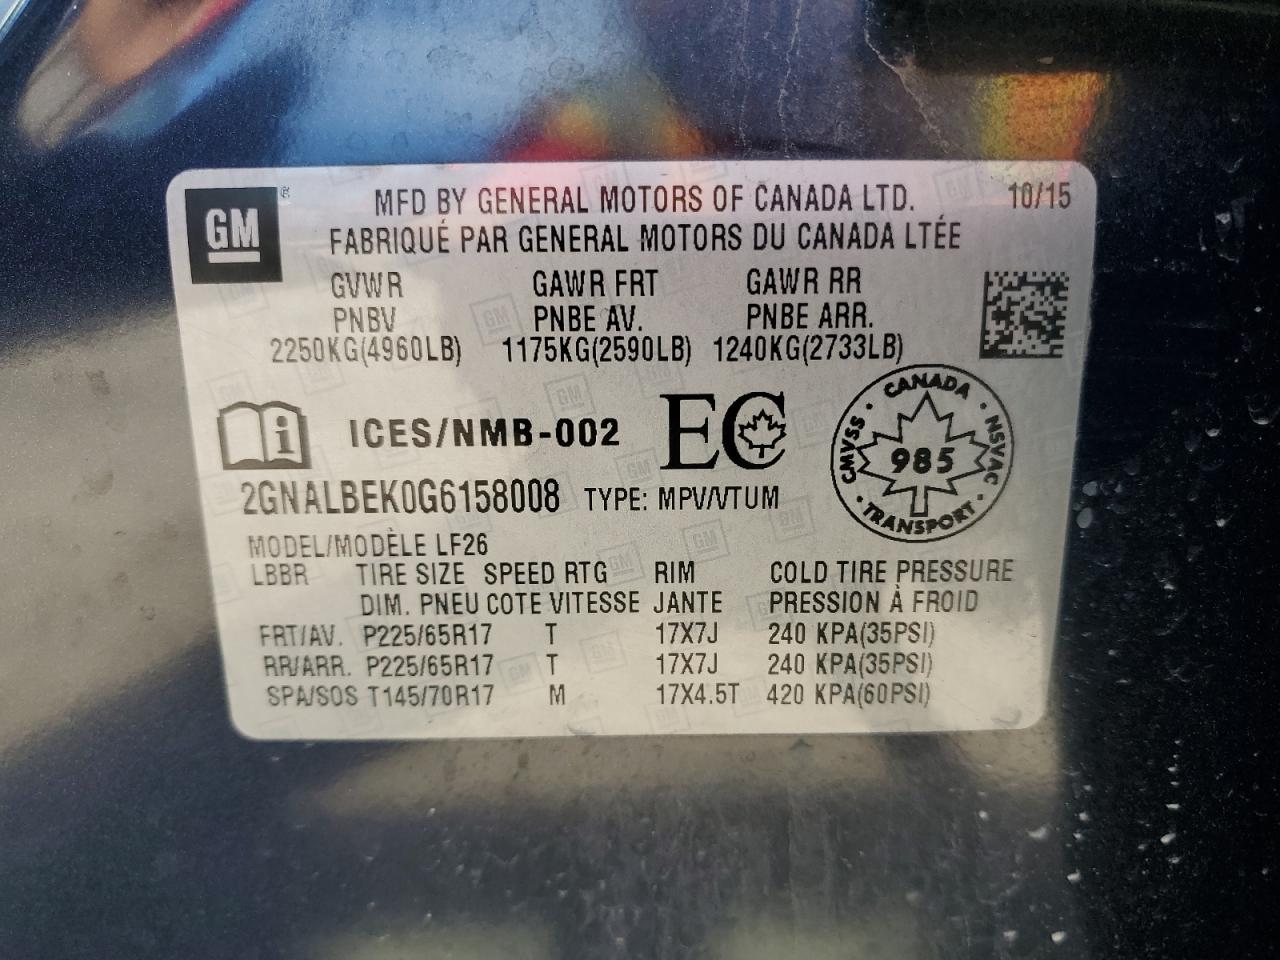 GM ®
MFD BY GENERAL MOTORS OF CANADA LTD. 10/15
FABRIQUÉ PAR GENERAL MOTORS DU CANADA LTÉE
GVWR GAWR FRT GAWR RR
PNBV PNBE AV. PNBE ARR.
2250KG(4960LB) 1175KG(2590LB) 1240KG(2733LB)
ICES/NMB-002 EC
CANADA · NSVAC · TRANSPORT · CMVSS ·
985
2GNALBEK0G6158008 TYPE: MPV/VTUM
MODEL/MODÈLE LF26
LBBR TIRE SIZE SPEED RTG RIM COLD TIRE PRESSURE
DIM. PNEU COTE VITESSE JANTE PRESSION À FROID
FRT/AV. P225/65R17 T 17X7J 240 KPA(35PSI)
RR/ARR. P225/65R17 T 17X7J 240 KPA(35PSI)
SPA/SOS T145/70R17 M 17X4.5T 420 KPA(60PSI)